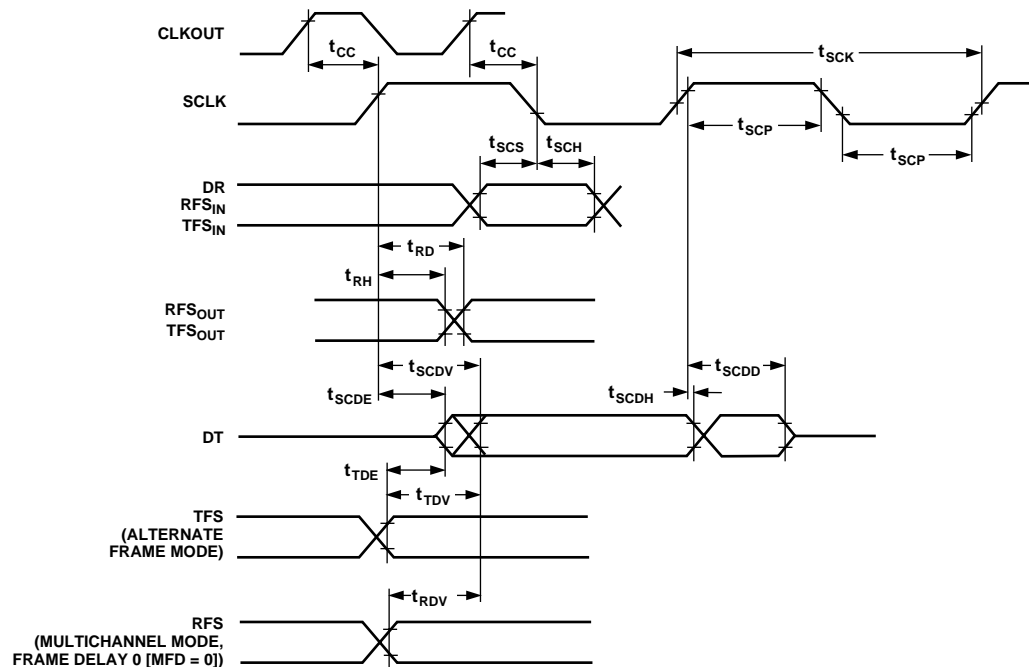 CLKOUT
tCC
tCC
tSCK
SCLK
tSCP
tSCP
tSCS
tSCH
DR
RFSIN
TFSIN
tRD
tRH
RFSOUT
TFSOUT
tSCDV
tSCDD
tSCDE
tSCDH
DT
tTDE
tTDV
TFS
(ALTERNATE
FRAME MODE)
tRDV
RFS
(MULTICHANNEL MODE,
FRAME DELAY 0 [MFD = 0])